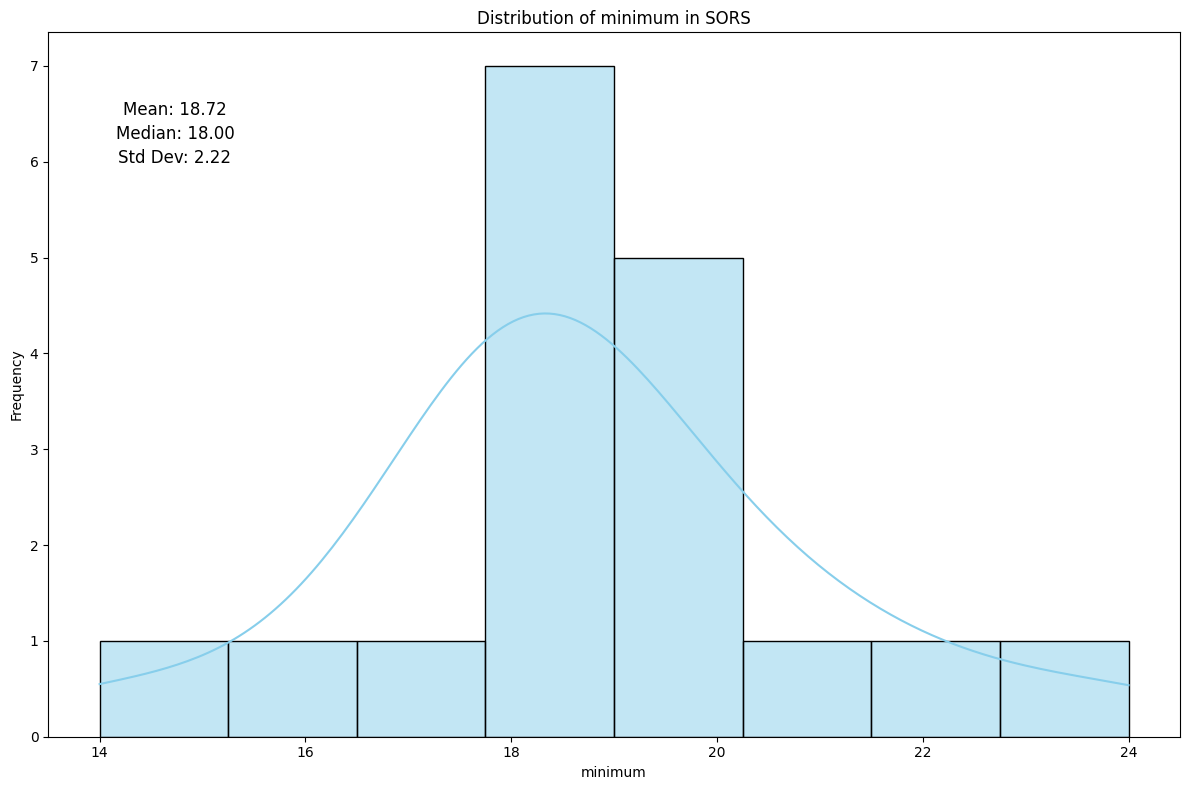 Distribution of minimum in SORS
Mean: 18.72
Median: 18.00
Std Dev: 2.22
Frequency
7
6
5
4
3
2
1
0
14
16
18
20
22
24
minimum